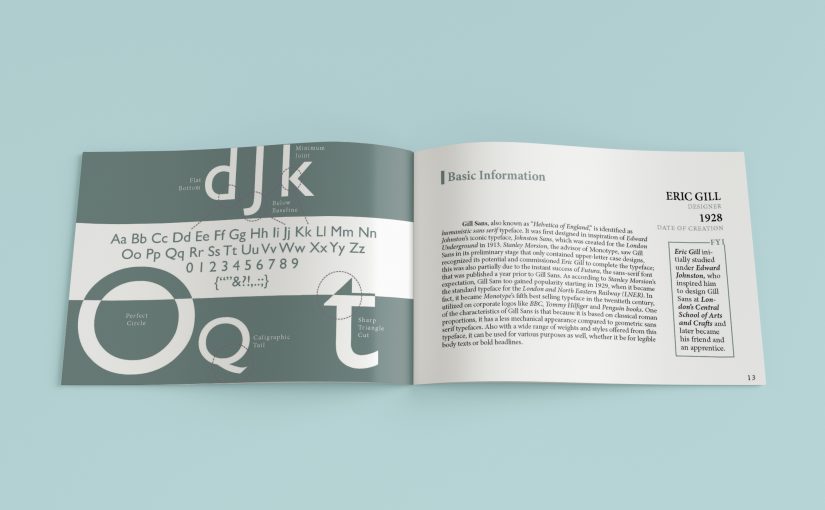 d J k
Minimum
Joint
Flat
Bottom
Below
Baseline
Aa Bb Cc Dd Ee Ff Gg Hh Ii Jj Kk Ll Mm Nn
Oo Pp Qq Rr Ss Tt Uu Vv Ww Xx Yy Zz
0 1 2 3 4 5 6 7 8 9
{“”&?!,.:;}
O
Perfect
Circle
Q
Caligraphic
Tail
t
Sharp
Triangle
Cut
Basic Information
Gill Sans, also known as "Helvetica of England," is identified as
humanistic sans serif typeface. It was first designed in inspiration of Edward
Johnston's iconic typeface, Johnston Sans, which was created for the London
Underground in 1913. Stanley Morsion, the advisor of Monotype, saw Gill
Sans in its preliminary stage that only contained upper-letter case designs,
recognized its potential and commissioned Eric Gill to complete the typeface;
this was also partially due to the instant success of Futura, the sans-serif font
that was published a year prior to Gill Sans. As according to Stanley Morsion's
expectation, Gill Sans too gained popularity starting in 1929, when it became
the standard typeface for the London and North Eastern Railway (LNER). In
fact, it became Monotype's fifth best selling typeface in the twentieth century,
utilized on corporate logos like BBC, Tommy Hilfiger and Penguin books. One
of the characteristics of Gill Sans is that because it is based on classical roman
proportions, it has a less mechanical appearance compared to geometric sans
serif typefaces. Also with a wide range of weights and styles offered from this
typeface, it can be used for various purposes as well, whether it be for legible
body texts or bold headlines.
ERIC GILL
DESIGNER
1928
DATE OF CREATION
FYI
Eric Gill ini-
tially studied
under Edward
Johnston, who
inspired him
to design Gill
Sans at Lon-
don's Central
School of Arts
and Crafts and
later became
his friend and
an apprentice.
13